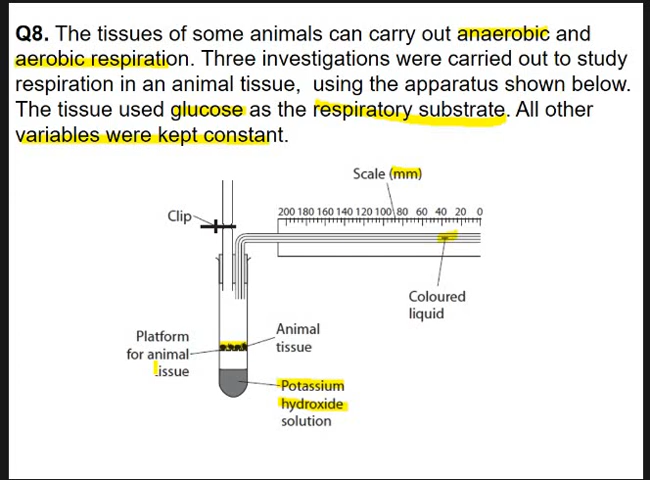 Q8. The tissues of some animals can carry out anaerobic and
aerobic respiration. Three investigations were carried out to study
respiration in an animal tissue, using the apparatus shown below.
The tissue used glucose as the respiratory substrate. All other
variables were kept constant.
Scale (mm)
Clip
200 180 160 140 120 100 80 60 40 20 0
Coloured
liquid
Platform
for animal
tissue
Animal
tissue
Potassium
hydroxide
solution